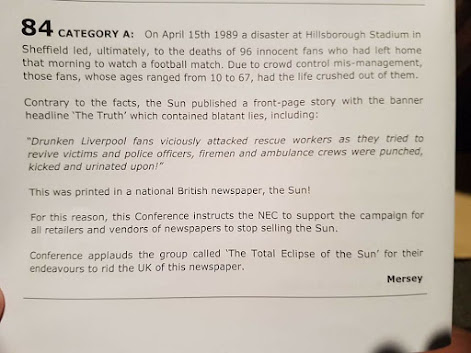 84 CATEGORY A: On April 15th 1989 a disaster at Hillsborough Stadium in
Sheffield led, ultimately, to the deaths of 96 innocent fans who had left home
that morning to watch a football match. Due to crowd control mis-management,
those fans, whose ages ranged from 10 to 67, had the life crushed out of them.
Contrary to the facts, the Sun published a front-page story with the banner
headline 'The Truth' which contained blatant lies, including:
"Drunken Liverpool fans viciously attacked rescue workers as they tried to
revive victims and police officers, firemen and ambulance crews were punched,
kicked and urinated upon!"
This was printed in a national British newspaper, the Sun!
For this reason, this Conference instructs the NEC to support the campaign for
all retailers and vendors of newspapers to stop selling the Sun.
Conference applauds the group called 'The Total Eclipse of the Sun' for their
endeavours to rid the UK of this newspaper.
Mersey